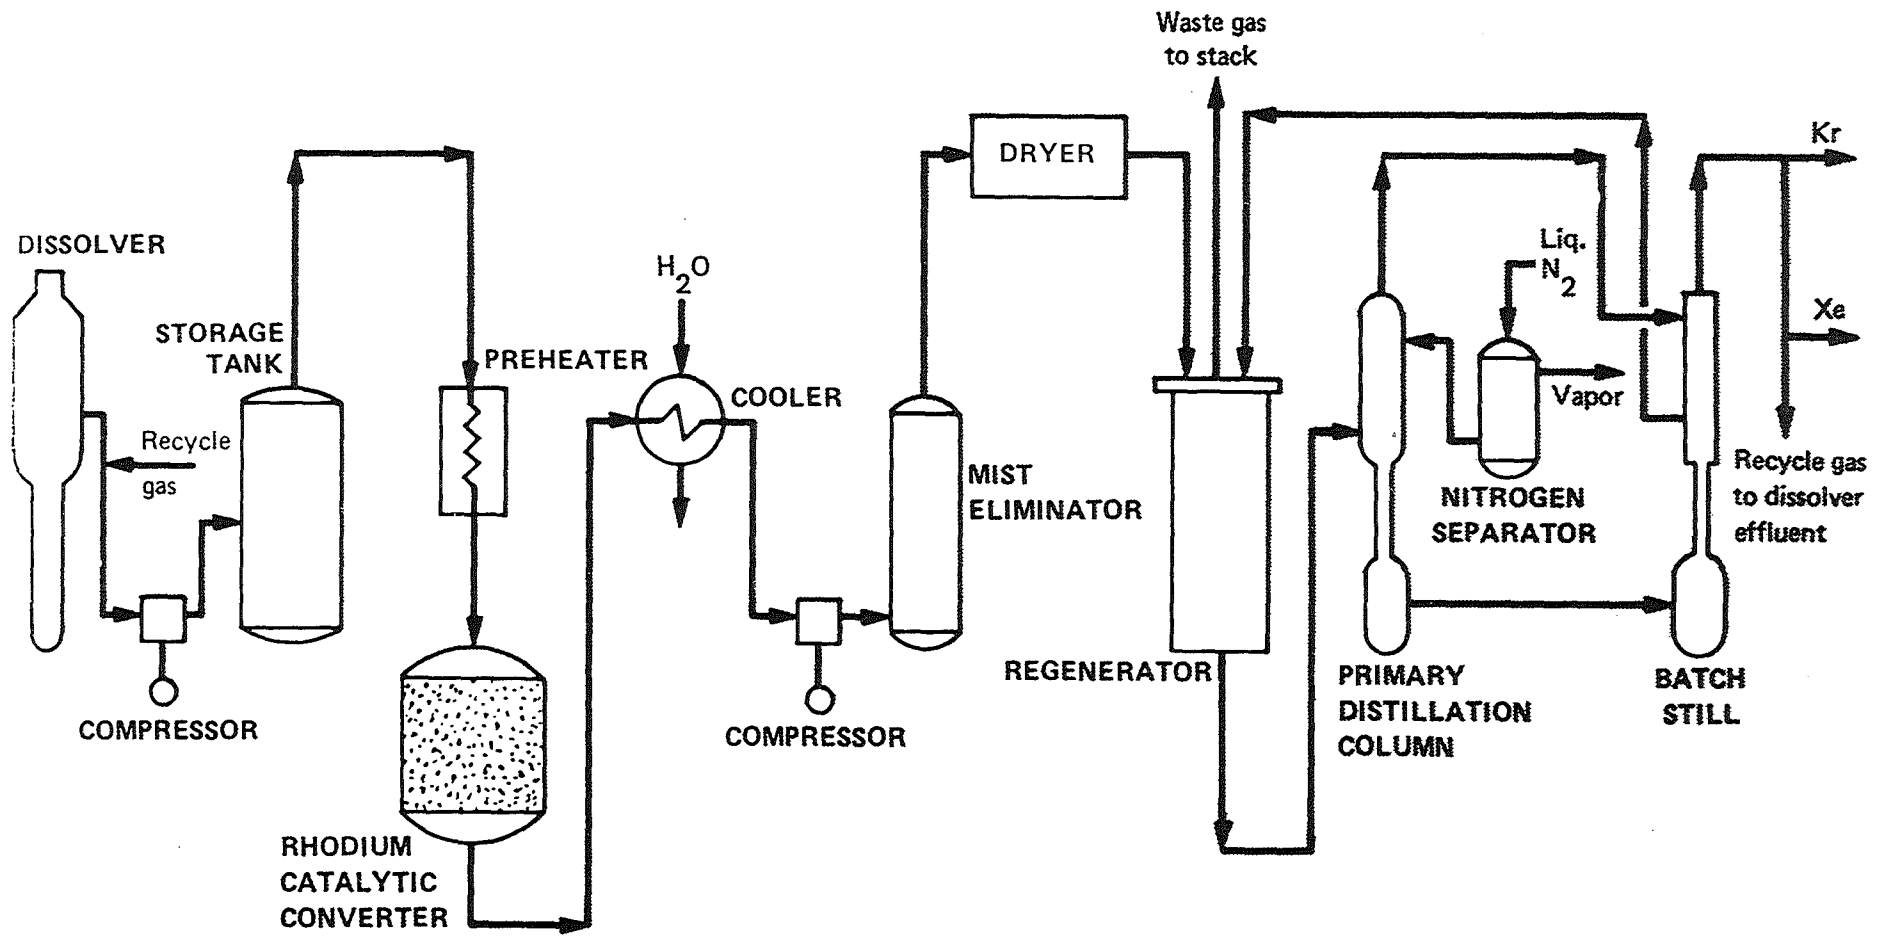 Waste gas
to stack
DRYER
Kr
DISSOLVER
Liq.
N2
H2O
STORAGE
TANK
Xe
PREHEATER
COOLER
Vapor
Recycle
gas
MIST
ELIMINATOR
NITROGEN
SEPARATOR
Recycle gas
to dissolver
effluent
REGENERATOR
PRIMARY
DISTILLATION
COLUMN
BATCH
STILL
COMPRESSOR
COMPRESSOR
RHODIUM
CATALYTIC
CONVERTER